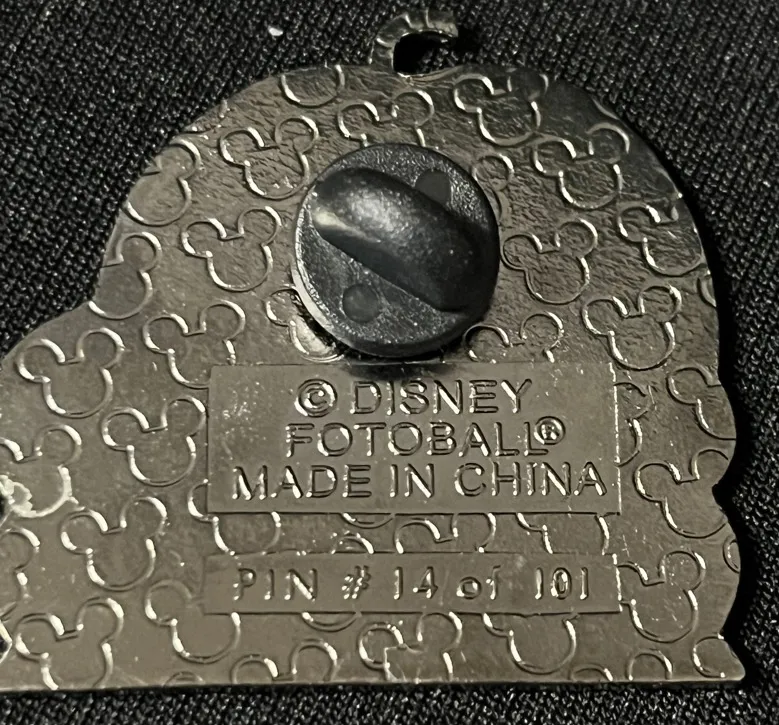 © DISNEY
FOTOBALL®
MADE IN CHINA
PIN # 14 of 101